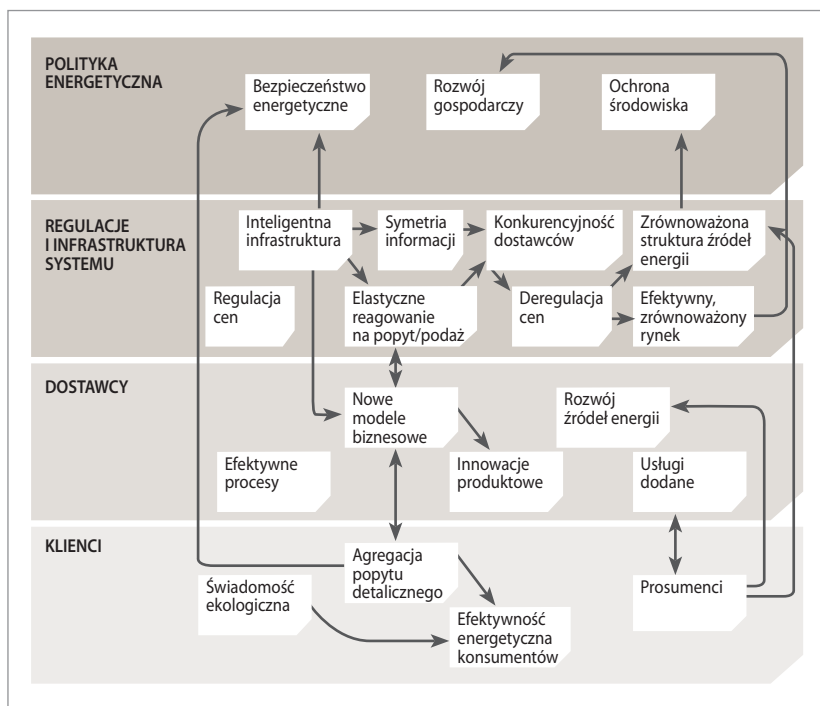 POLITYKA
ENERGETYCZNA
Bezpieczeństwo
energetyczne
Rozwój
gospodarczy
Ochrona
środowiska
REGULACJE
I INFRASTRUKTURA
SYSTEMU
Inteligentna
infrastruktura
Symetria
informacji
Konkurencyjność
dostawców
Zrównoważona
struktura źródeł
energii
Regulacja
cen
Elastyczne
reagowanie
na popyt/podaż
Deregulacja
cen
Efektywny,
zrównoważony
rynek
DOSTAWCY
Nowe
modele
biznesowe
Rozwój
źródeł energii
Efektywne
procesy
Innowacje
produktowe
Usługi
dodane
KLIENCI
Agregacja
popytu
detalicznego
Świadomość
ekologiczna
Prosumenci
Efektywność
energetyczna
konsumentów